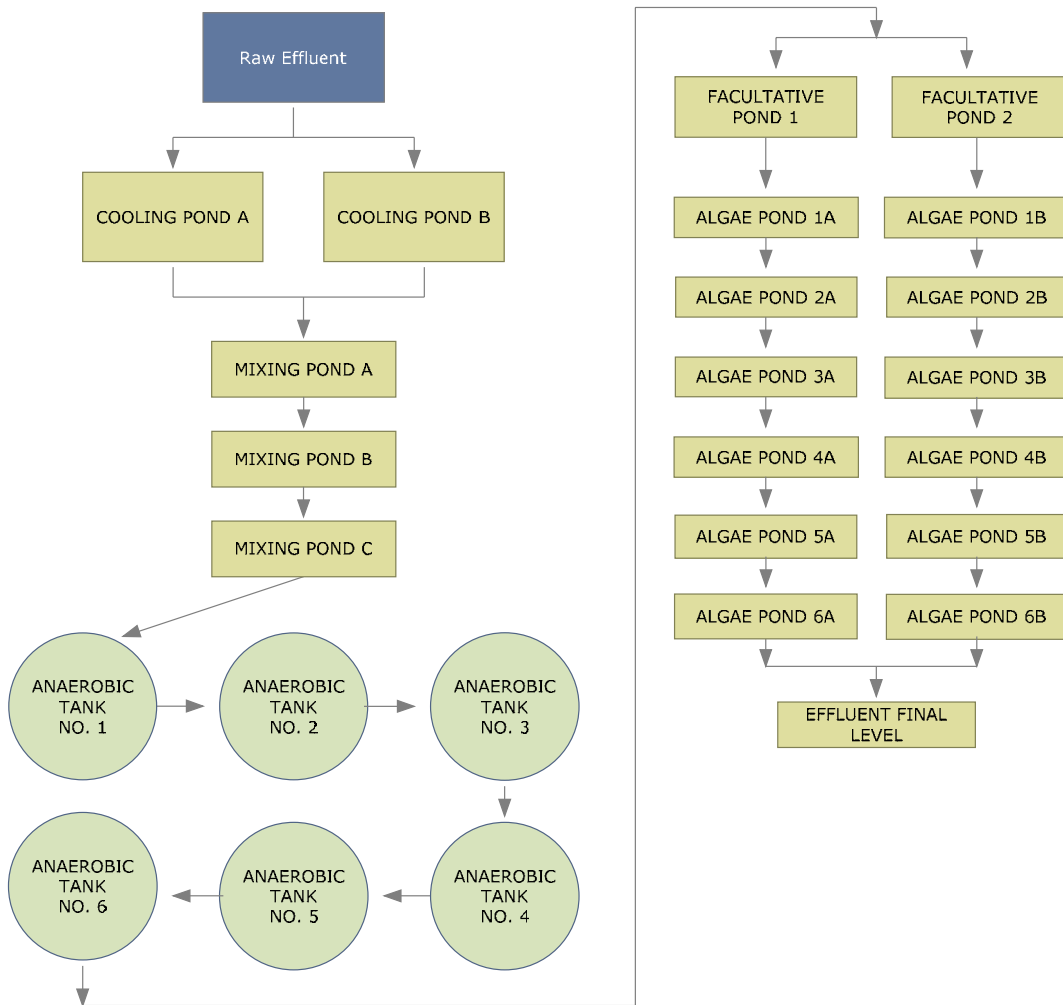 Raw Effluent
COOLING POND A
COOLING POND B
MIXING POND A
MIXING POND B
MIXING POND C
ANAEROBIC
TANK
NO. 1
ANAEROBIC
TANK
NO. 2
ANAEROBIC
TANK
NO. 3
ANAEROBIC
TANK
NO. 4
ANAEROBIC
TANK
NO. 5
ANAEROBIC
TANK
NO. 6
FACULTATIVE
POND 1
FACULTATIVE
POND 2
ALGAE POND 1A
ALGAE POND 1B
ALGAE POND 2A
ALGAE POND 2B
ALGAE POND 3A
ALGAE POND 3B
ALGAE POND 4A
ALGAE POND 4B
ALGAE POND 5A
ALGAE POND 5B
ALGAE POND 6A
ALGAE POND 6B
EFFLUENT FINAL
LEVEL